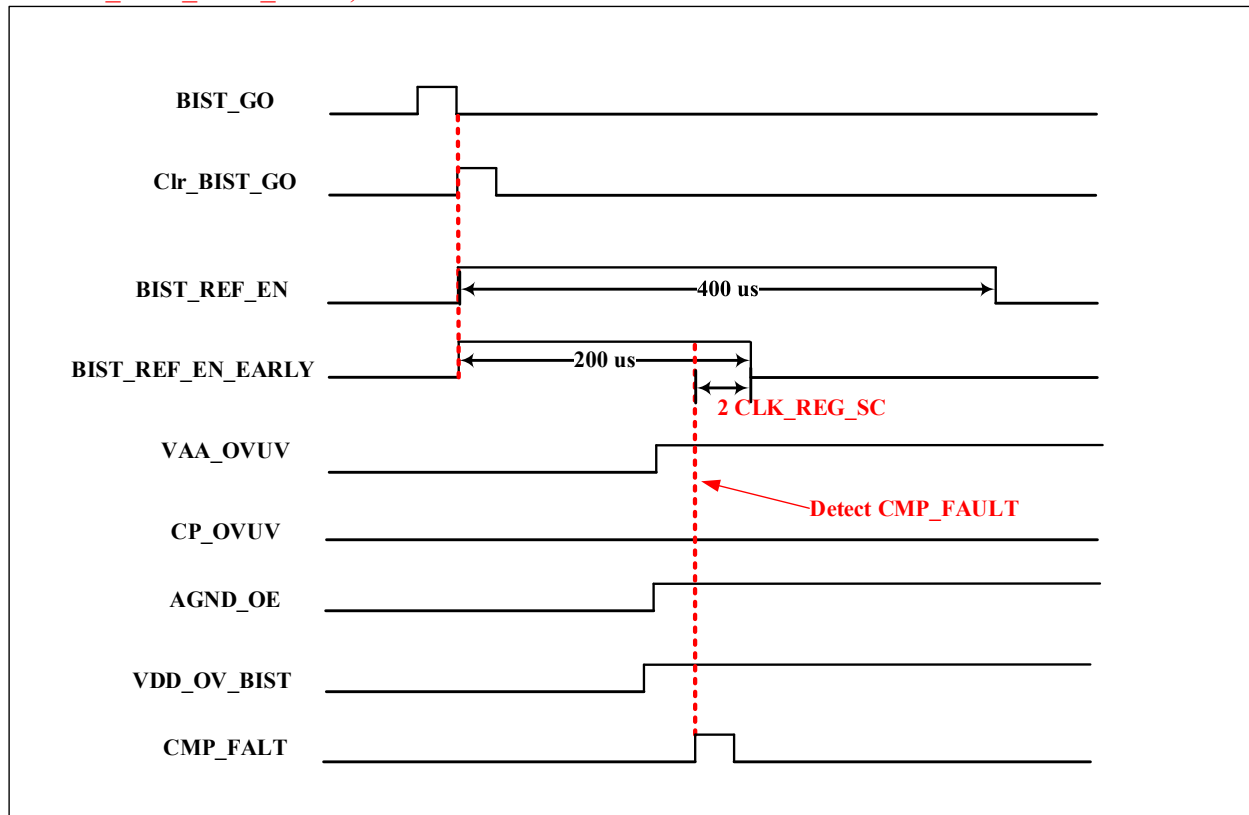 BIST_GO
Clr_BIST_GO
BIST_REF_EN
400 us
BIST_REF_EN_EARLY
200 us
2 CLK_REG_SC
VAA_OVUV
Detect CMP_FAULT
CP_OVUV
AGND_OE
VDD_OV_BIST
CMP_FALT